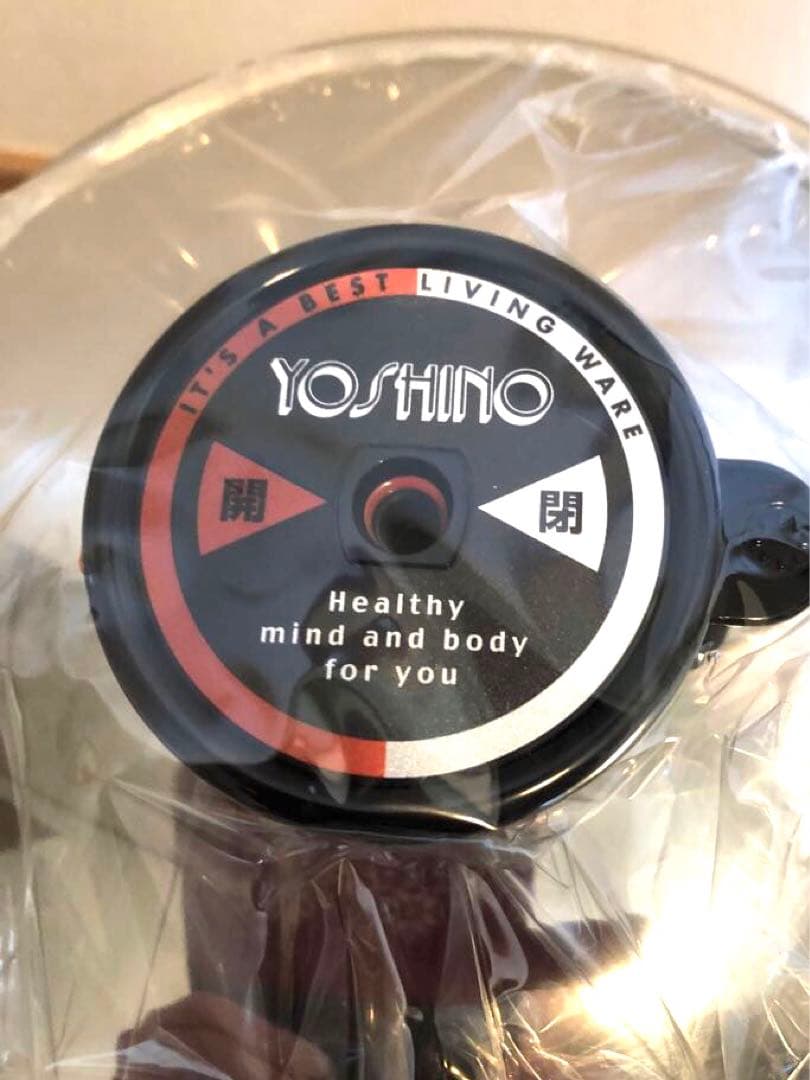 IT'S A BEST LIVING WARE
YOSHINO
開
閉
Healthy
mind and body
for you